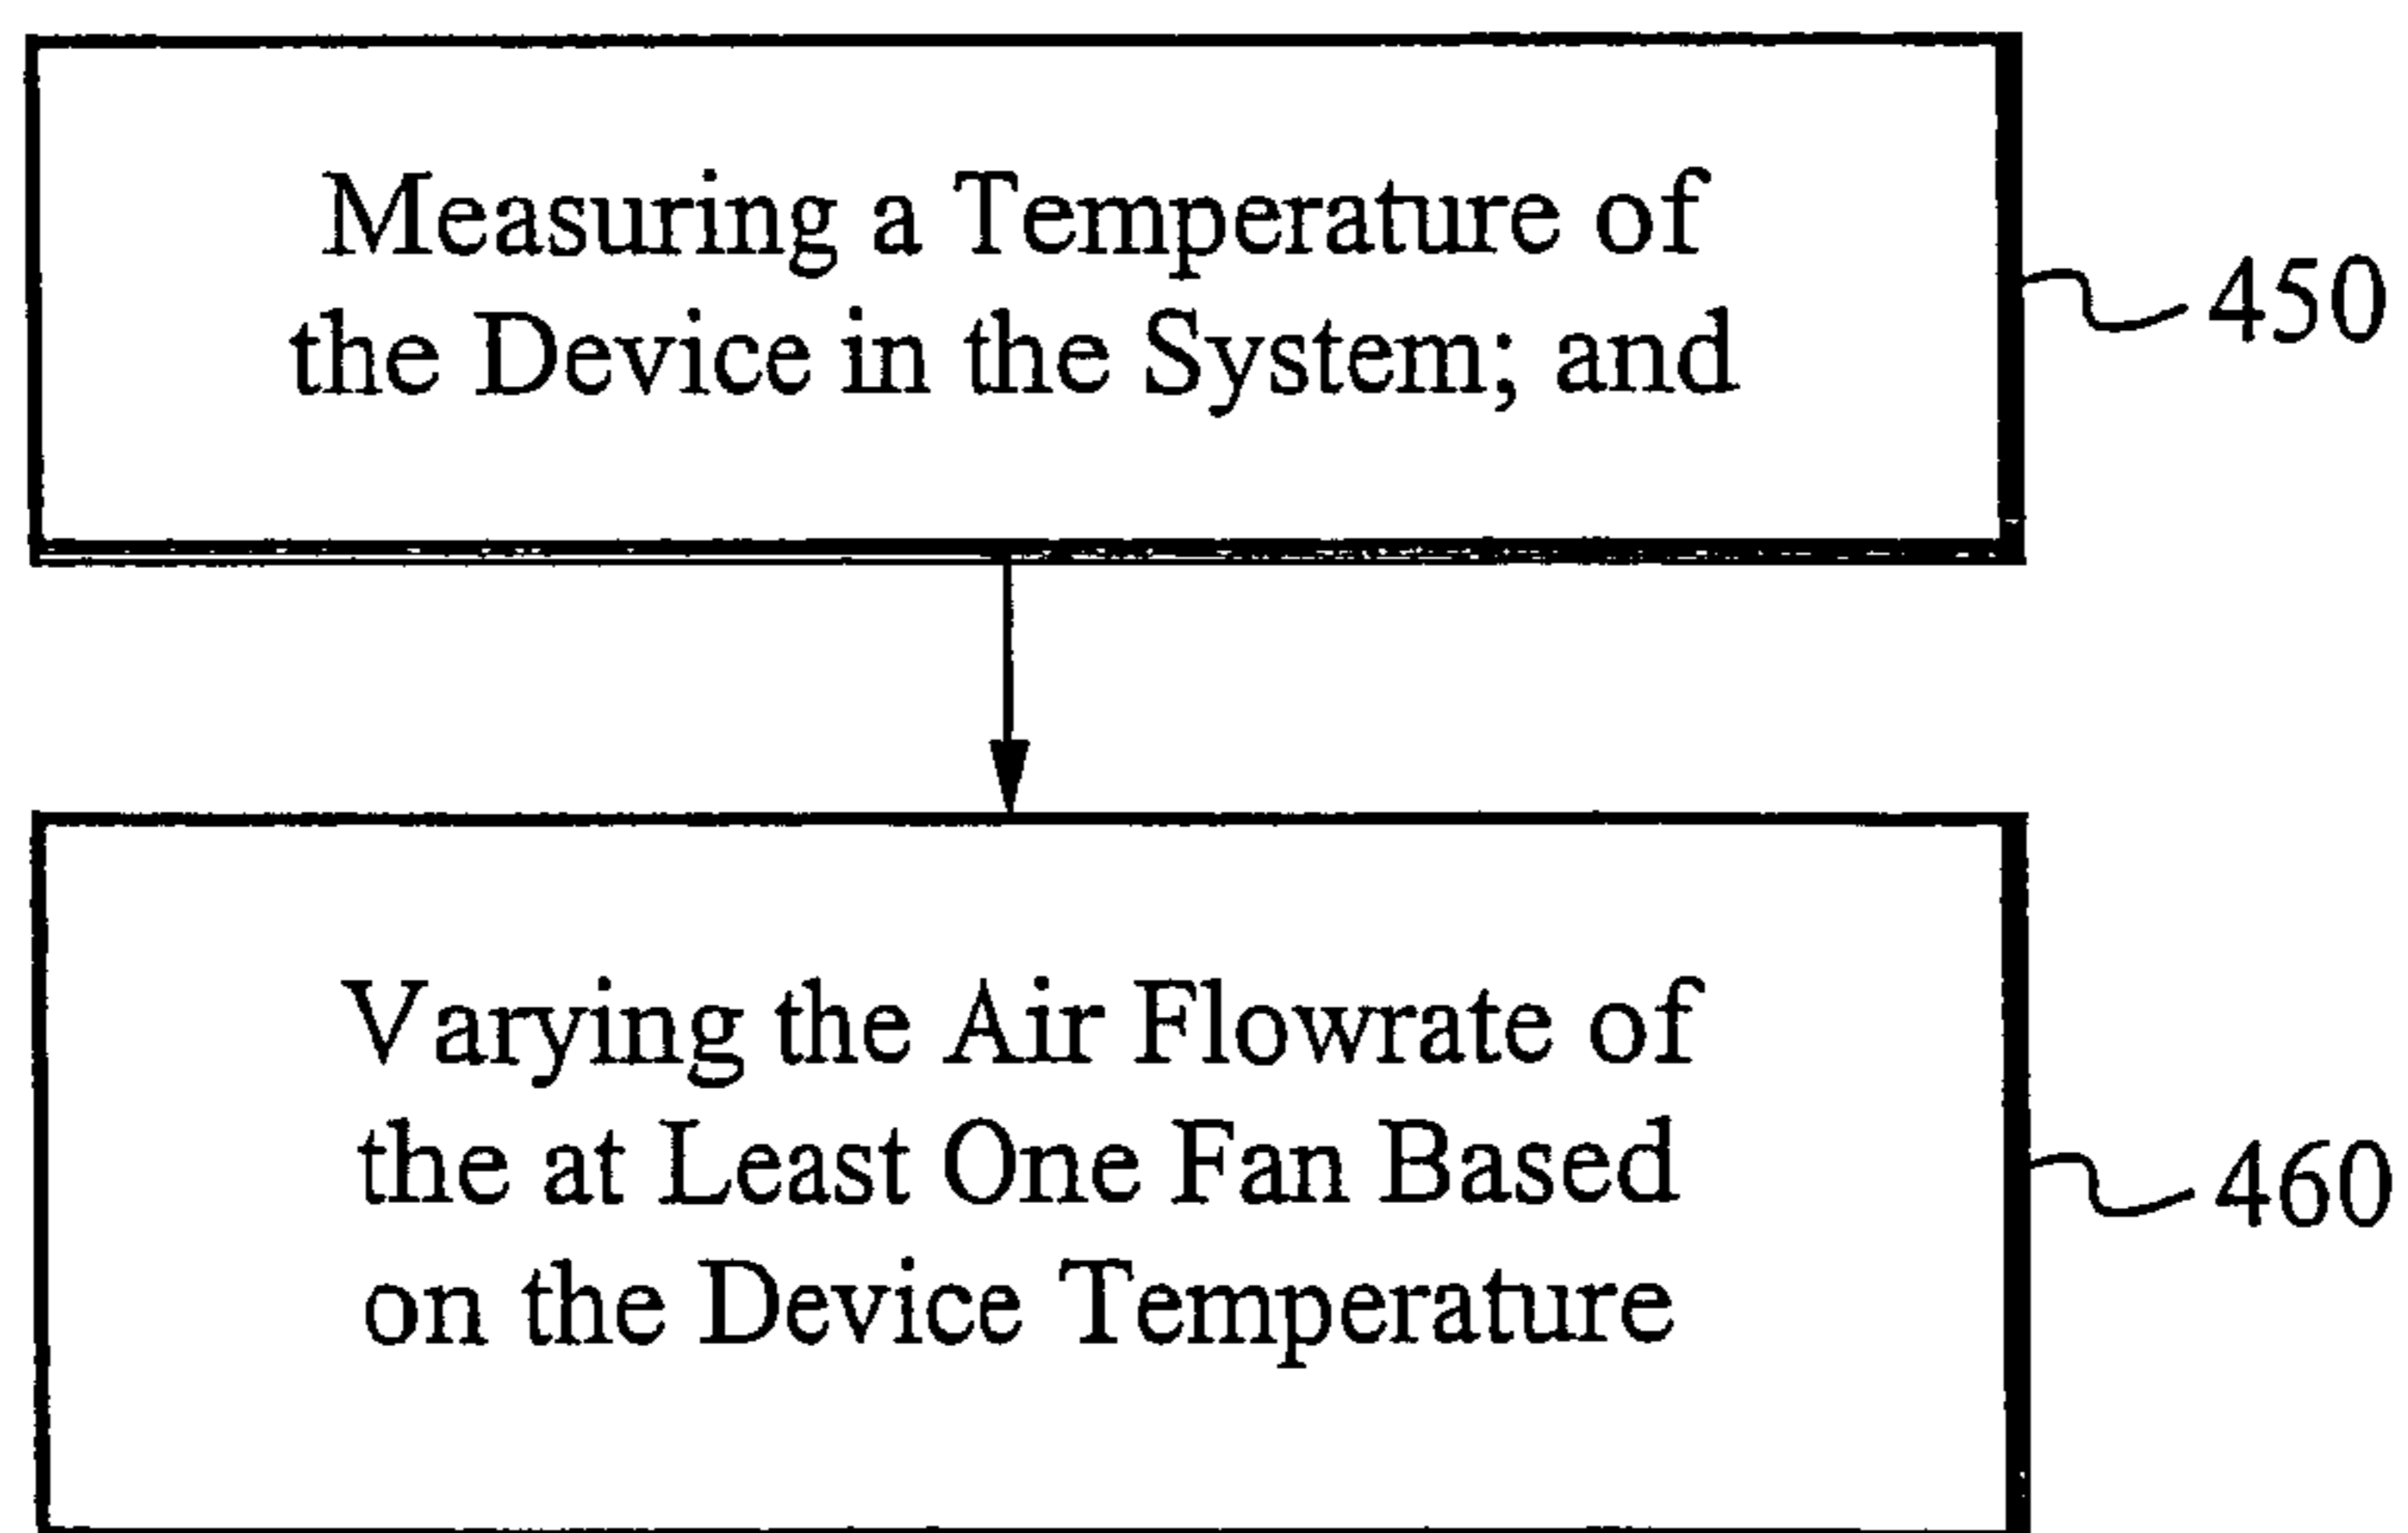 Measuring a Temperature of
the Device in the System; and
450
Varying the Air Flowrate of
the at Least One Fan Based
on the Device Temperature
460